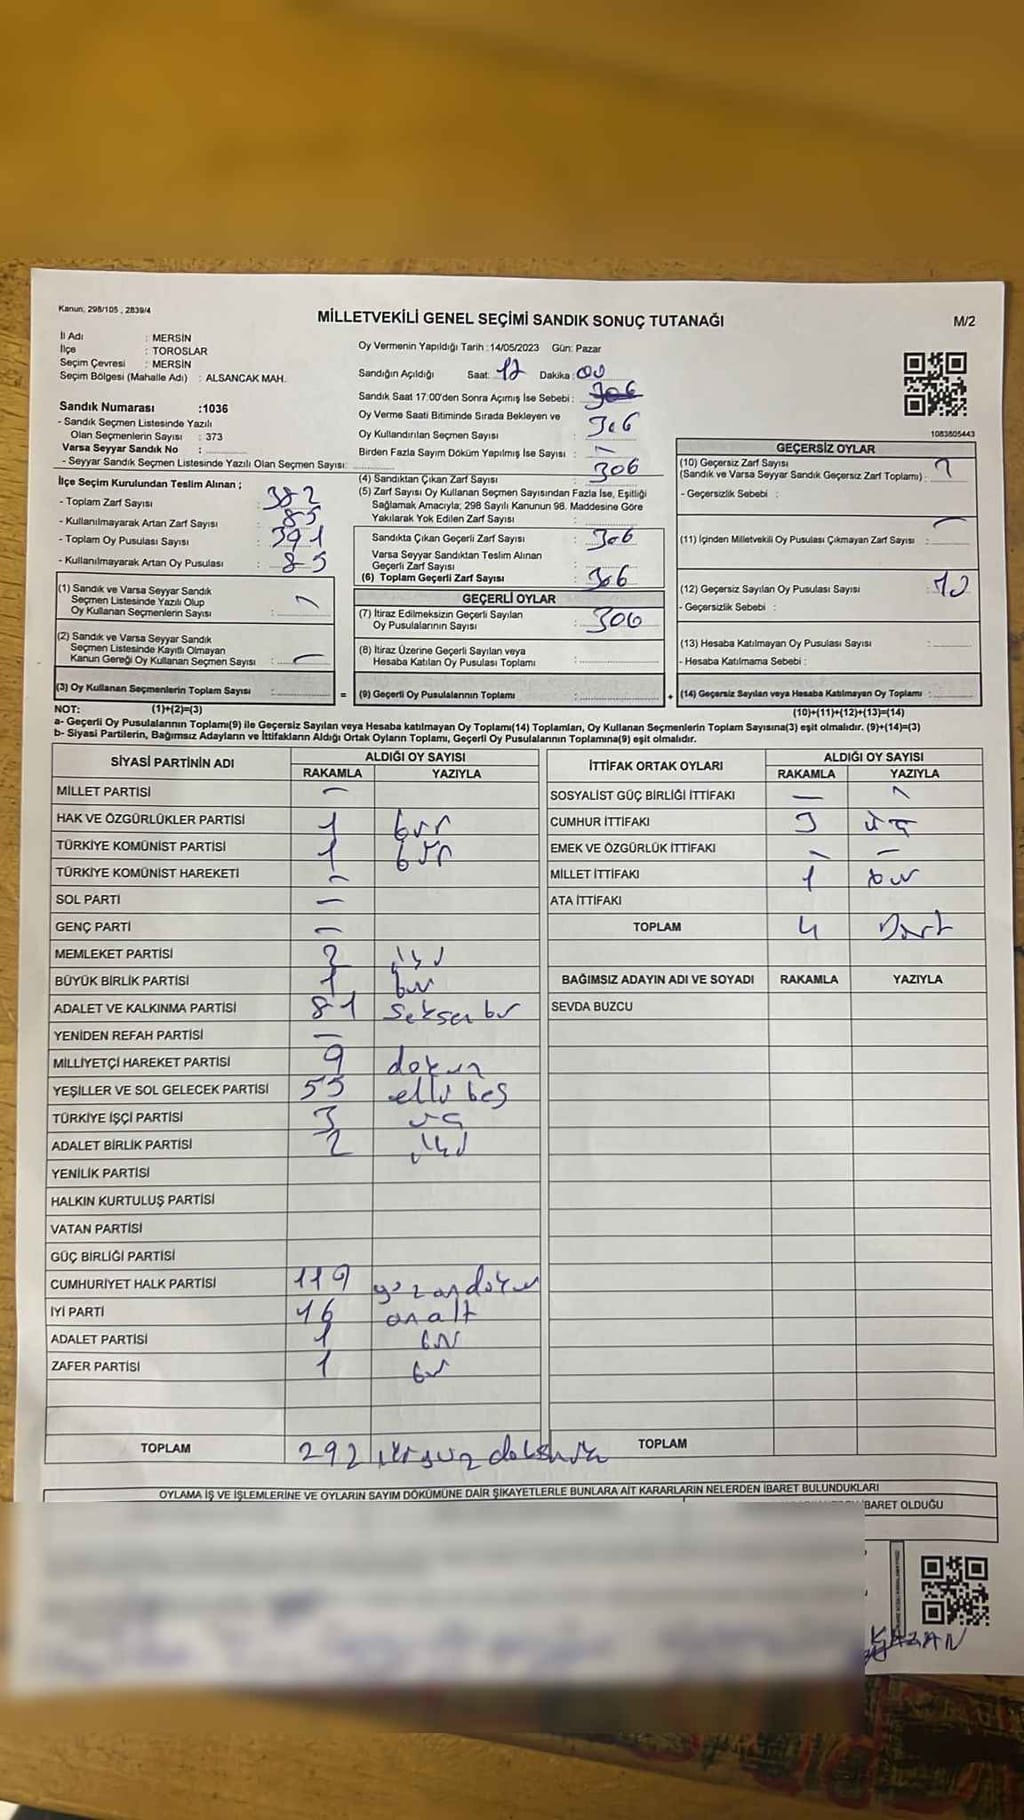 Kanun, 298/105 , 2839/4
MİLLETVEKİLİ GENEL SEÇİMİ SANDIK SONUÇ TUTANAĞI
M/2
İl Adı : MERSİN
İlçe : TOROSLAR
Seçim Çevresi : MERSİN
Seçim Bölgesi (Mahalle Adı) : ALSANCAK MAH.
Sandık Numarası :1036
- Sandık Seçmen Listesinde Yazılı
Olan Seçmenlerin Sayısı : 373
Varsa Seyyar Sandık No :
- Seyyar Sandık Seçmen Listesinde Yazılı Olan Seçmen Sayısı:
İlçe Seçim Kurulundan Teslim Alınan ;
- Toplam Zarf Sayısı : 382
- Kullanılmayarak Artan Zarf Sayısı : 85
- Toplam Oy Pusulası Sayısı : 391
- Kullanılmayarak Artan Oy Pusulası : 85
(1) Sandık ve Varsa Seyyar Sandık
Seçmen Listesinde Yazılı Olup
Oy Kullanan Seçmenlerin Sayısı :
(2) Sandık ve Varsa Seyyar Sandık
Seçmen Listesinde Kayıtlı Olmayan
Kanun Gereği Oy Kullanan Seçmen Sayısı : —
(3) Oy Kullanan Seçmenlerin Toplam Sayısı :
=
Oy Vermenin Yapıldığı Tarih :14/05/2023 Gün: Pazar
Sandığın Açıldığı Saat: 17 Dakika: 00
Sandık Saat 17:00'den Sonra Açımış İse Sebebi : 306
Oy Verme Saati Bitiminde Sırada Bekleyen ve
Oy Kullandırılan Seçmen Sayısı : 306
Birden Fazla Sayım Döküm Yapılmış İse Sayısı : —
(4) Sandıktan Çıkan Zarf Sayısı : 306
(5) Zarf Sayısı Oy Kullanan Seçmen Sayısından Fazla İse, Eşitliği
Sağlamak Amacıyla; 298 Sayılı Kanunun 98. Maddesine Göre
Yakılarak Yok Edilen Zarf Sayısı :
Sandıkta Çıkan Geçerli Zarf Sayısı : 306
Varsa Seyyar Sandıktan Teslim Alınan
Geçerli Zarf Sayısı :
(6) Toplam Geçerli Zarf Sayısı : 306
GEÇERLİ OYLAR
(7) İtiraz Edilmeksizin Geçerli Sayılan
Oy Pusulalarının Sayısı : 306
(8) İtiraz Üzerine Geçerli Sayılan veya
Hesaba Katılan Oy Pusulası Toplamı :
(9) Geçerli Oy Pusulalarının Toplamı :
+
1083805443
GEÇERSİZ OYLAR
(10) Geçersiz Zarf Sayısı
(Sandık ve Varsa Seyyar Sandık Geçersiz Zarf Toplamı) :
- Geçersizlik Sebebi :
(11) İçinden Milletvekili Oy Pusulası Çıkmayan Zarf Sayısı : —
(12) Geçersiz Sayılan Oy Pusulası Sayısı : 10
- Geçersizlik Sebebi :
(13) Hesaba Katılmayan Oy Pusulası Sayısı :
- Hesaba Katılmama Sebebi :
(14) Geçersiz Sayılan veya Hesaba Katılmayan Oy Toplamı :
NOT: (1)+(2)=(3) (10)+(11)+(12)+(13)=(14)
a- Geçerli Oy Pusulalarının Toplamı(9) ile Geçersiz Sayılan veya Hesaba katılmayan Oy Toplamı(14) Toplamları, Oy Kullanan Seçmenlerin Toplam Sayısına(3) eşit olmalıdır. (9)+(14)=(3)
b- Siyasi Partilerin, Bağımsız Adayların ve İttifakların Aldığı Ortak Oyların Toplamı, Geçerli Oy Pusulalarının Toplamına(9) eşit olmalıdır.
SİYASİ PARTİNİN ADI ALDIĞI OY SAYISI
RAKAMLA YAZIYLA
MİLLET PARTİSİ —
HAK VE ÖZGÜRLÜKLER PARTİSİ 1 bir
TÜRKİYE KOMÜNİST PARTİSİ 1 bir
TÜRKİYE KOMÜNİST HAREKETİ —
SOL PARTİ —
GENÇ PARTİ —
MEMLEKET PARTİSİ 2 iki
BÜYÜK BİRLİK PARTİSİ 1 bir
ADALET VE KALKINMA PARTİSİ 81 Seksen bir
YENİDEN REFAH PARTİSİ —
MİLLİYETÇİ HAREKET PARTİSİ 9 dokuz
YEŞİLLER VE SOL GELECEK PARTİSİ 55 elli beş
TÜRKİYE İŞÇİ PARTİSİ 3 üç
ADALET BİRLİK PARTİSİ 2 iki
YENİLİK PARTİSİ
HALKIN KURTULUŞ PARTİSİ
VATAN PARTİSİ
GÜÇ BİRLİĞİ PARTİSİ
CUMHURİYET HALK PARTİSİ 119 yüz on dokuz
İYİ PARTİ 16 on altı
ADALET PARTİSİ 1 bir
ZAFER PARTİSİ 1 bir
TOPLAM 292 iki yüz doksan iki
İTTİFAK ORTAK OYLARI ALDIĞI OY SAYISI
RAKAMLA YAZIYLA
SOSYALİST GÜÇ BİRLİĞİ İTTİFAKI —
CUMHUR İTTİFAKI 3 üç
EMEK VE ÖZGÜRLÜK İTTİFAKI — —
MİLLET İTTİFAKI 1 bir
ATA İTTİFAKI
TOPLAM 4 Dört
BAĞIMSIZ ADAYIN ADI VE SOYADI RAKAMLA YAZIYLA
SEVDA BUZCU
TOPLAM
OYLAMA İŞ VE İŞLEMLERİNE VE OYLARIN SAYIM DÖKÜMÜNE DAİR ŞİKAYETLERLE BUNLARA AİT KARARLARIN NELERDEN İBARET BULUNDUKLARI
İBARET OLDUĞU